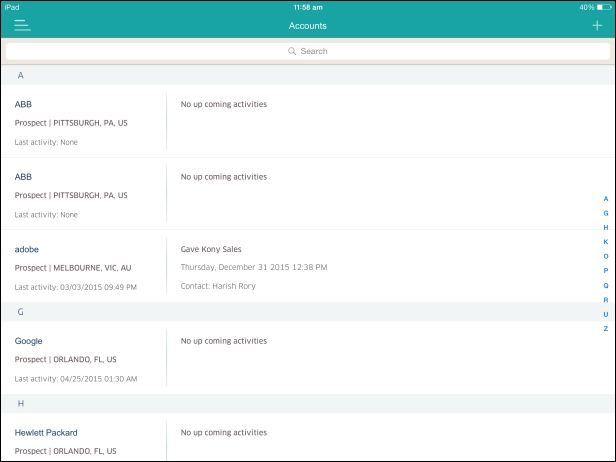 iPad 11:58 am 40%
Accounts +
Search
A
ABB
Prospect | PITTSBURGH, PA, US
Last activity: None
No up coming activities
ABB
Prospect | PITTSBURGH, PA, US
Last activity: None
No up coming activities
adobe
Prospect | MELBOURNE, VIC, AU
Last activity: 03/03/2015 09:49 PM
Gave Kony Sales
Thursday, December 31 2015 12:38 PM
Contact: Harish Rory
G
Google
Prospect | ORLANDO, FL, US
Last activity: 04/25/2015 01:30 AM
No up coming activities
H
Hewlett Packard
Prospect | ORLANDO, FL, US
No up coming activities
A
G
H
K
O
P
Q
R
U
Z